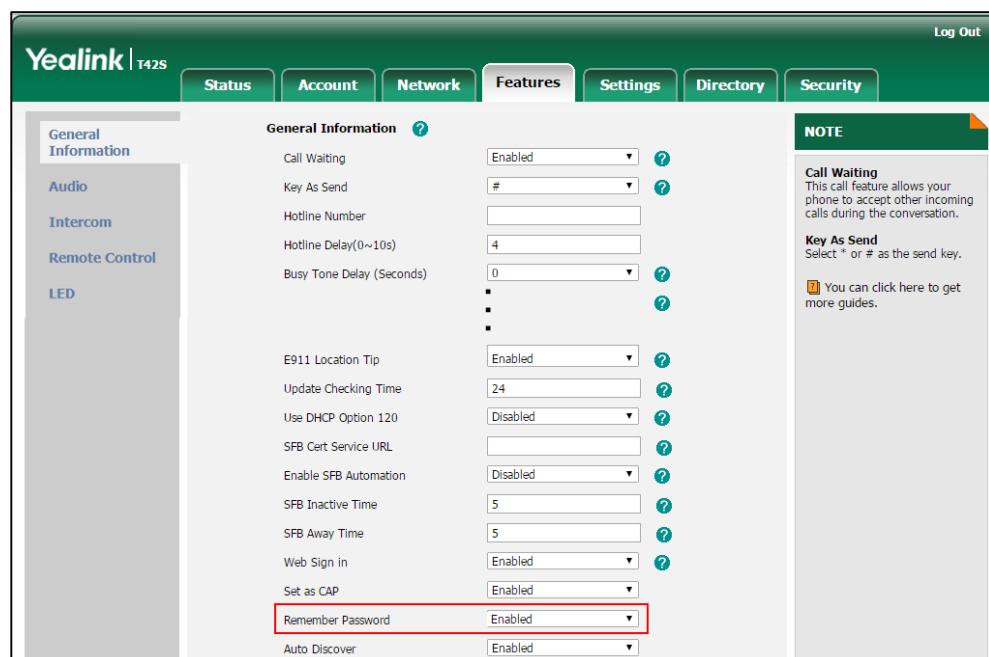 Log Out
Yealink T42S
Status Account Network Features Settings Directory Security
General
Information
Audio
Intercom
Remote Control
LED
General Information ?
Call Waiting Enabled ?
Key As Send # ?
Hotline Number
Hotline Delay(0~10s) 4
Busy Tone Delay (Seconds) 0 ?
?
E911 Location Tip Enabled ?
Update Checking Time 24 ?
Use DHCP Option 120 Disabled ?
SFB Cert Service URL ?
Enable SFB Automation Disabled ?
SFB Inactive Time 5 ?
SFB Away Time 5 ?
Web Sign in Enabled ?
Set as CAP Enabled
Remember Password Enabled
Auto Discover Enabled
NOTE
Call Waiting
This call feature allows your
phone to accept other incoming
calls during the conversation.
Key As Send
Select * or # as the send key.
? You can click here to get
more guides.